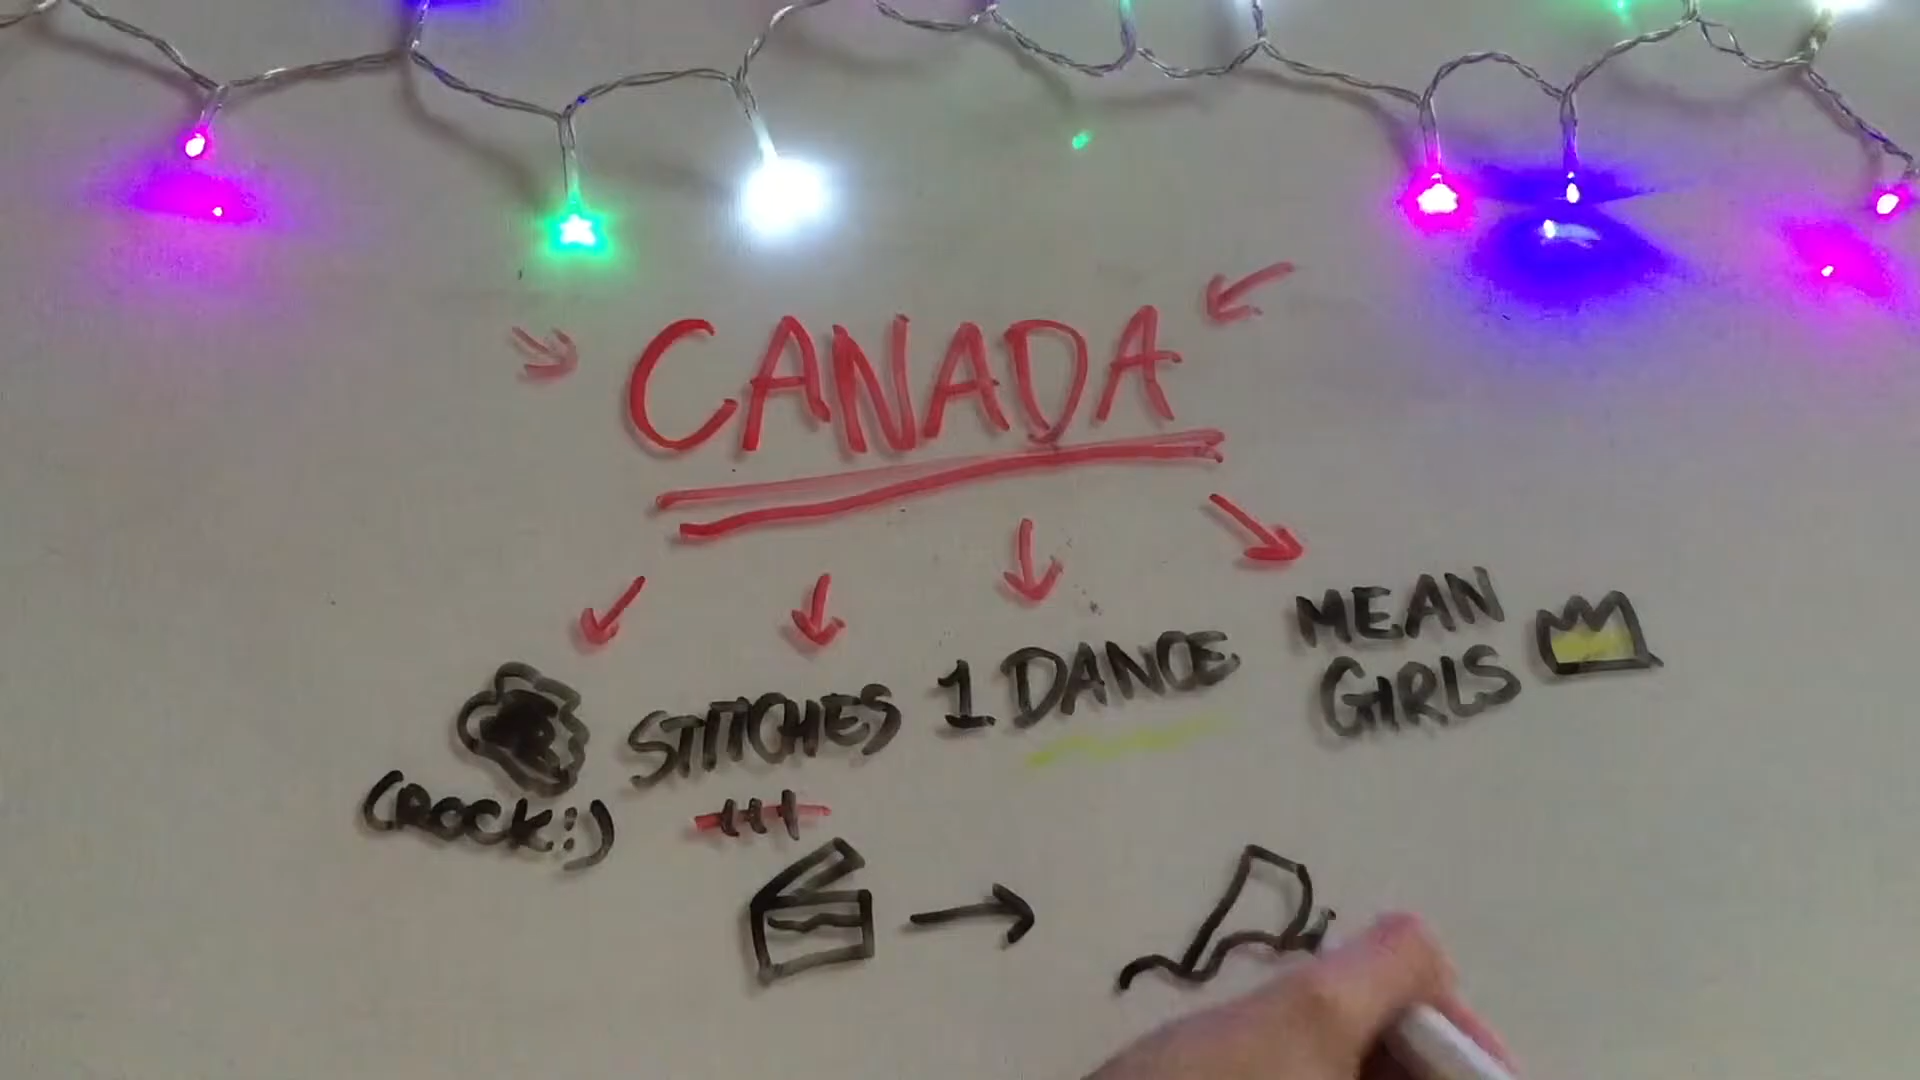 CANADA
STITCHES
1 DANCE
MEAN
GIRLS
(ROCK:)